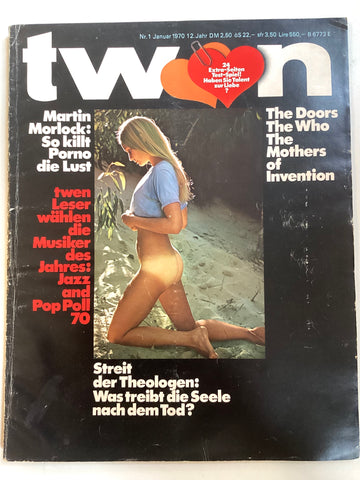 Nr.1 Januar 1970 12.Jahr DM 2,50 öS 22,- sfr 3,50 Lire 550,- B 6773 E
twen
24
Extra-Seiten
Test-Spiel:
Haben Sie Talent
zur Liebe
?
Martin
Morlock:
So killt
Porno
die Lust
The Doors
The Who
The
Mothers
of
Invention
twen
Leser
wählen
die
Musiker
des
Jahres:
Jazz
and
Pop Poll
70
Streit
der Theologen:
Was treibt die Seele
nach dem Tod?